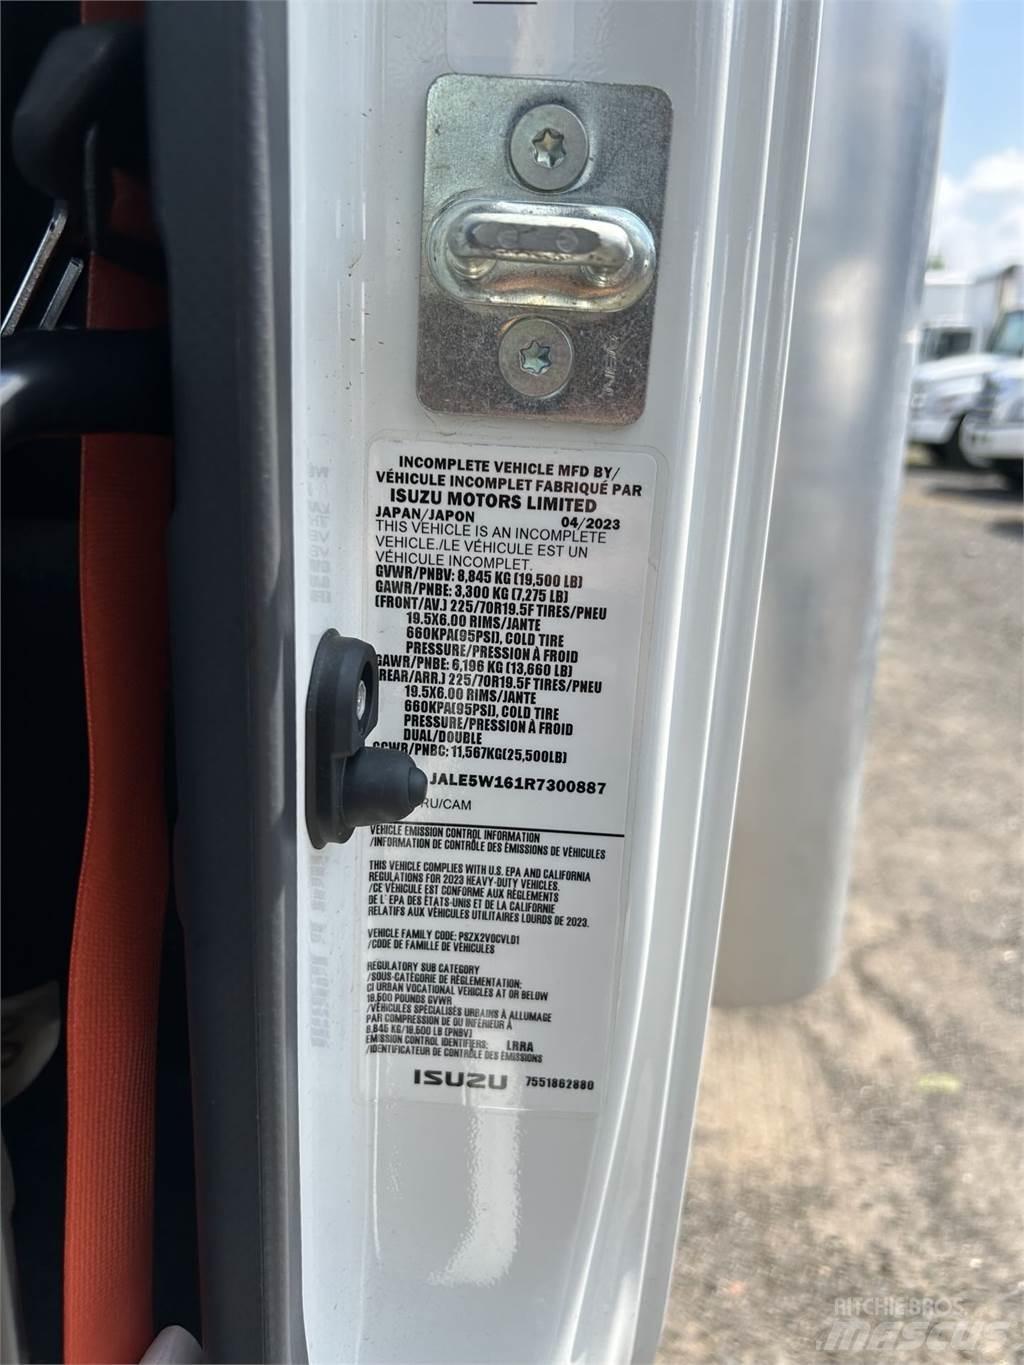 INCOMPLETE VEHICLE MFD BY/
VÉHICULE INCOMPLET FABRIQUÉ PAR
ISUZU MOTORS LIMITED
JAPAN/JAPON 04/2023
THIS VEHICLE IS AN INCOMPLETE
VEHICLE./LE VÉHICULE EST UN
VÉHICULE INCOMPLET.
GVWR/PNBV: 8,845 KG (19,500 LB)
GAWR/PNBE: 3,300 KG (7,275 LB)
(FRONT/AV.) 225/70R19.5F TIRES/PNEU
19.5X6.00 RIMS/JANTE
660KPA(95PSI), COLD TIRE
PRESSURE/PRESSION À FROID
GAWR/PNBE: 6,196 KG (13,660 LB)
REAR/ARR.) 225/70R19.5F TIRES/PNEU
19.5X6.00 RIMS/JANTE
660KPA(95PSI), COLD TIRE
PRESSURE/PRESSION À FROID
DUAL/DOUBLE
GCWR/PNBC: 11,567KG(25,500LB)
JALE5W161R7300887
RU/CAM
VEHICLE EMISSION CONTROL INFORMATION
/INFORMATION DE CONTRÔLE DES ÉMISSIONS DE VÉHICULES
THIS VEHICLE COMPLIES WITH U.S. EPA AND CALIFORNIA
REGULATIONS FOR 2023 HEAVY-DUTY VEHICLES.
/CE VÉHICULE EST CONFORME AUX RÈGLEMENTS
DE L'EPA DES ÉTATS-UNIS ET DE LA CALIFORNIE
RELATIFS AUX VÉHICULES UTILITAIRES LOURDS DE 2023.
VEHICLE FAMILY CODE: PSZX2VOCVL01
/CODE DE FAMILLE DE VÉHICULES
REGULATORY SUB CATEGORY
/SOUS-CATÉGORIE DE RÉGLEMENTATION:
CI URBAN VOCATIONAL VEHICLES AT OR BELOW
19,500 POUNDS GVWR
/VÉHICULES SPÉCIALISÉS URBAINS À ALLUMAGE
PAR COMPRESSION DE OU INFÉRIEUR À
8,845 KG/19,500 LB (PNBV)
EMISSION CONTROL IDENTIFIERS: LRRA
/IDENTIFICATEUR DE CONTRÔLE DES ÉMISSIONS
ISUZU 7551862880
RITCHIE BROS.
MASCUS